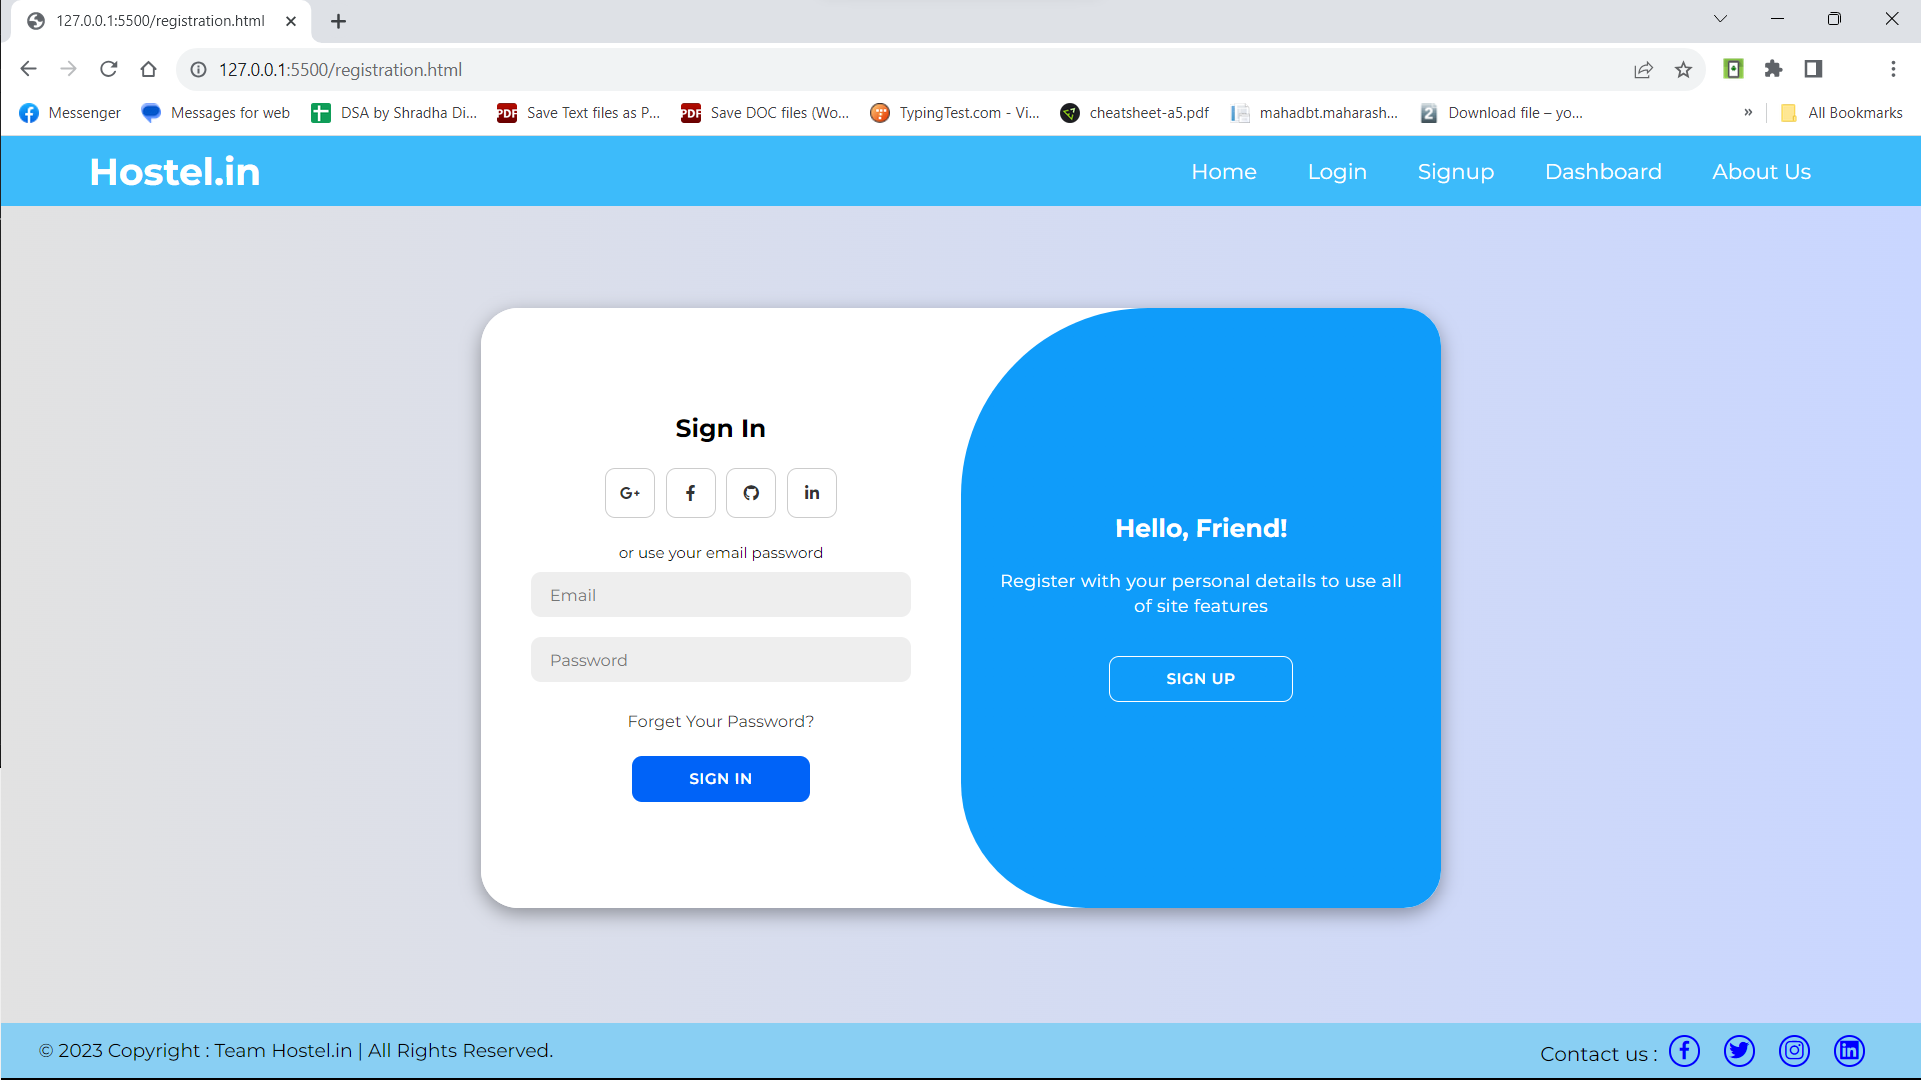 127.0.0.1:5500/registration.html
127.0.0.1:5500/registration.html
Messenger Messages for web DSA by Shradha Di... PDF Save Text files as P... PDF Save DOC files (Wo... TypingTest.com - Vi... cheatsheet-a5.pdf mahadbt.maharash... 2 Download file – yo... » All Bookmarks
Hostel.in Home Login Signup Dashboard About Us
Sign In
G+ f in
or use your email password
Email
Password
Forget Your Password?
SIGN IN
Hello, Friend!
Register with your personal details to use all
of site features
SIGN UP
© 2023 Copyright : Team Hostel.in | All Rights Reserved. Contact us : f in